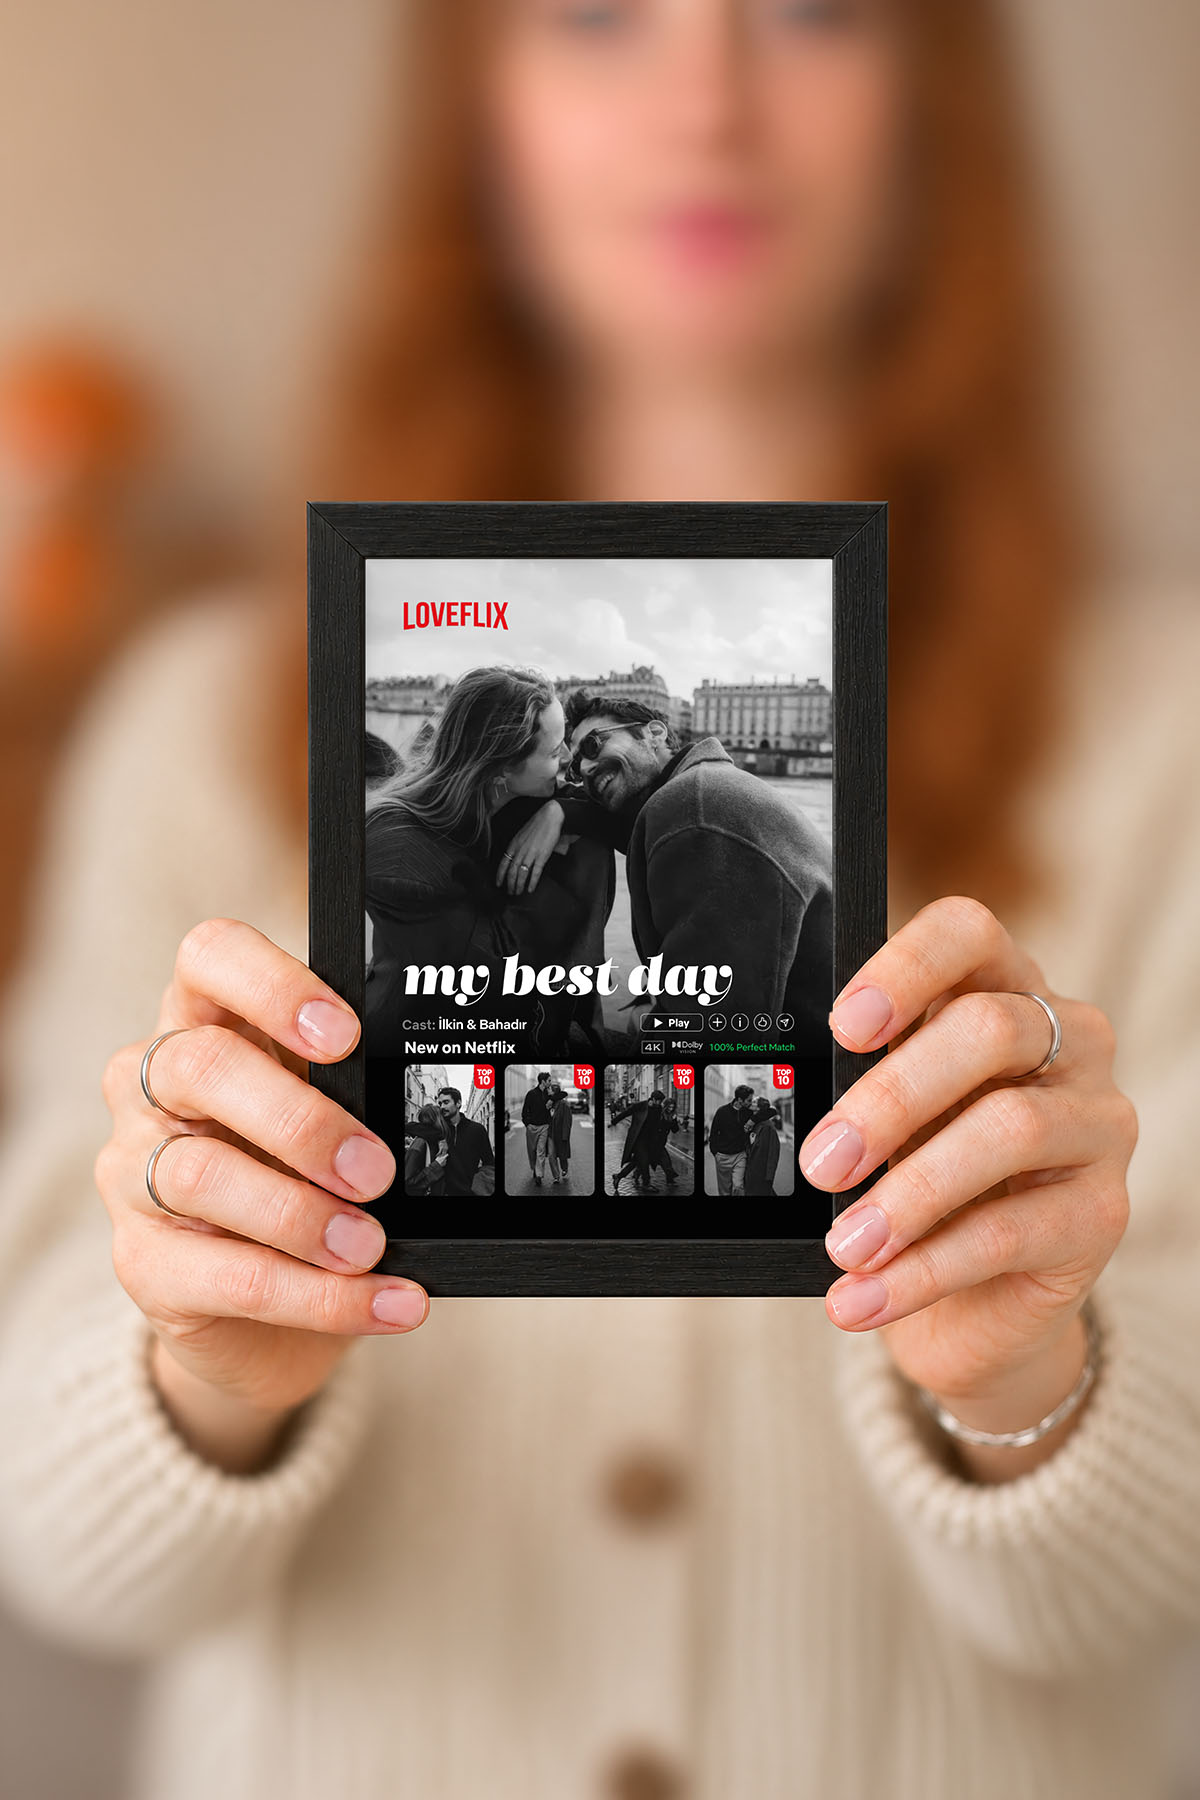 LOVEFLIX
my best day
Cast: İlkin & Bahadır
Play
New on Netflix
4K Dolby VISION 100% Perfect Match
TOP 10
TOP 10
TOP 10
TOP 10